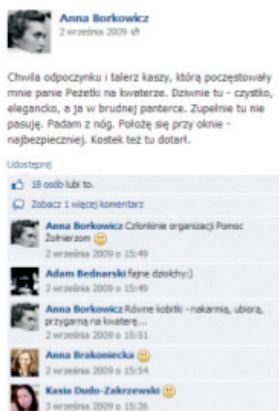 Anna Borkowicz
2 września 2009
Chwila odpoczynku i talerz kaszy, którą poczęstowały
mnie panie Peżetki na kwaterze. Dziwnie tu - czystko,
elegancko, a ja w brudnej panterce. Zupełnie tu nie
pasuję. Padam z nóg. Położę się przy oknie -
najbezpieczniej. Kostek też tu dotarł.
Udostępnij
18 osób lubi to.
Zobacz 1 więcej komentarz
Anna Borkowicz Członkinie organizacji Pomoc
Żołnierzom
2 września 2009 o 15:49
Adam Bednarski fajne dziołchy:)
2 września 2009 o 15:49
Anna Borkowicz Równe kobitki - nakarmią, ubiorą,
przygarną na kwaterę...
2 września 2009 o 15:51
Anna Brakoniecka
2 września 2009 o 15:54
Kasia Dudo-Zakrzewski
3 września 2009 o 15:26